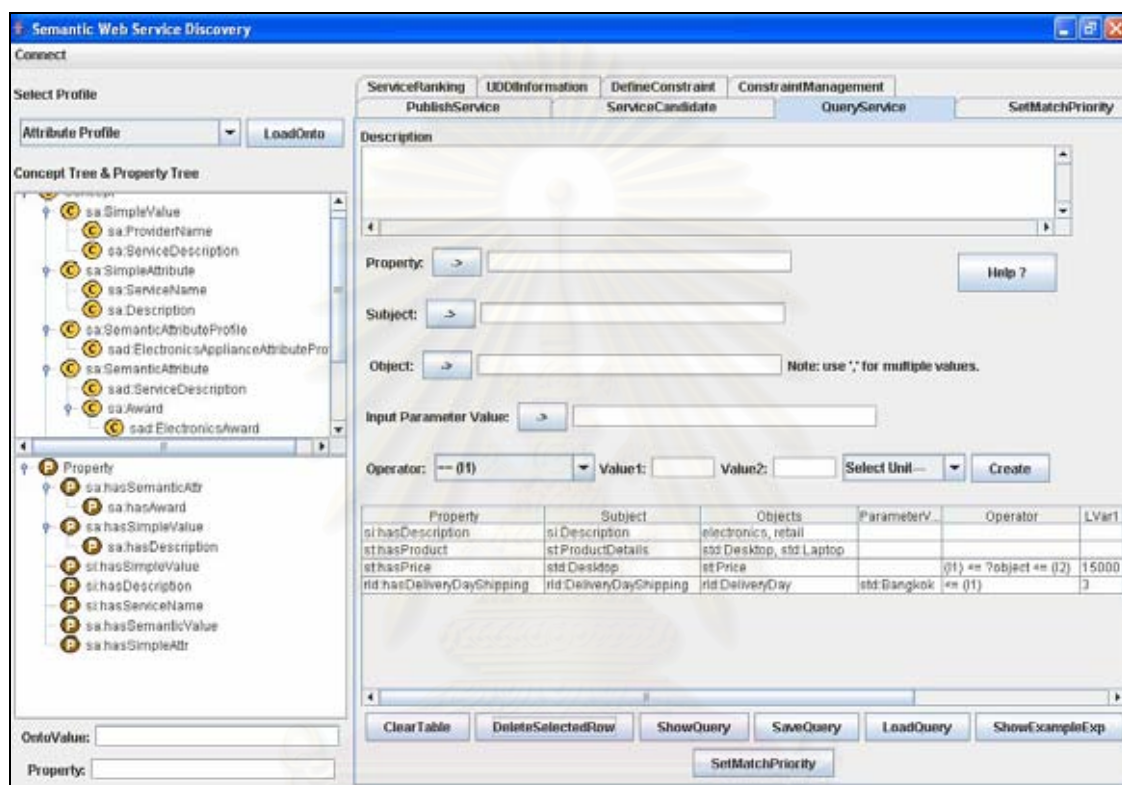 Semantic Web Service Discovery
Connect
Select Profile
Attribute Profile
LoadOnto
Concept Tree & Property Tree
sa:SimpleValue
sa:ProviderName
sa:ServiceDescription
sa:SimpleAttribute
sa:ServiceName
sa:Description
sa:SemanticAttributeProfile
sad:ElectronicsApplianceAttributePro
sa:SemanticAttribute
sad:ServiceDescription
sa:Award
sad:ElectronicsAward
Property
sa:hasSemanticAttr
sa:hasAward
sa:hasSimpleValue
sa:hasDescription
si:hasSimpleValue
si:hasDescription
si:hasServiceName
sa:hasSemanticValue
sa:hasSimpleAttr
OntoValue:
Property:
ServiceRanking UDDIInformation DefineConstraint ConstraintManagement
PublishService ServiceCandidate QueryService SetMatchPriority
Description
Property: ->
Help ?
Subject: ->
Object: -> Note: use ',' for multiple values.
Input Parameter Value: ->
Operator: == (l1) Value1: Value2: Select Unit--- Create
Property Subject Objects ParameterV... Operator LVar1
si:hasDescription si:Description electronics, retail
st:hasProduct st:ProductDetails std:Desktop, std:Laptop
st:hasPrice std:Desktop st:Price (l1) <= ?object <= (l2) 15000
rld:hasDeliveryDayShipping rld:DeliveryDayShipping rld:DeliveryDay std:Bangkok <= (l1) 3
ClearTable DeleteSelectedRow ShowQuery SaveQuery LoadQuery ShowExampleExp
SetMatchPriority